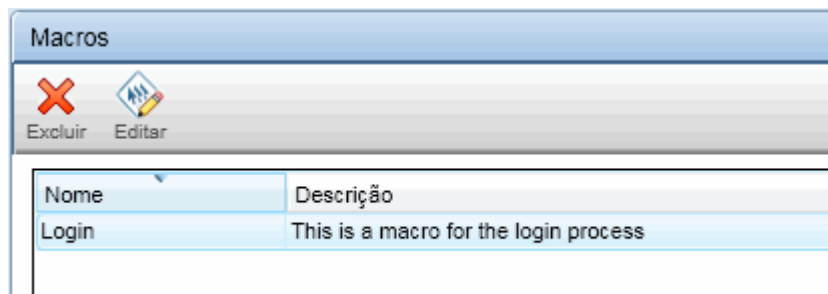 Macros
Excluir Editar
Nome Descrição
Login This is a macro for the login process